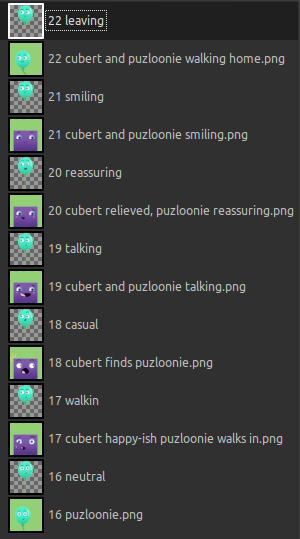 22 leaving
22 cubert and puzloonie walking home.png
21 smiling
21 cubert and puzloonie smiling.png
20 reassuring
20 cubert relieved, puzloonie reassuring.png
19 talking
19 cubert and puzloonie talking.png
18 casual
18 cubert finds puzloonie.png
17 walkin
17 cubert happy-ish puzloonie walks in.png
16 neutral
16 puzloonie.png